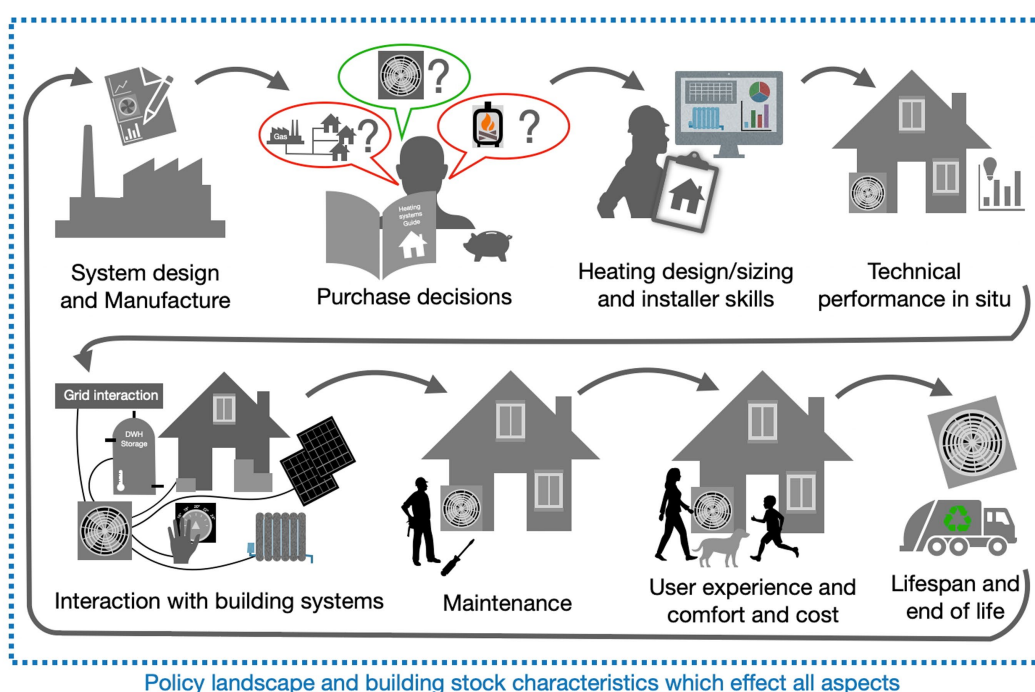 Gas
?
?
?
Heating
systems
Guide
System design
and Manufacture
Purchase decisions
Heating design/sizing
and installer skills
Technical
performance in situ
Grid interaction
DWH
Storage
Interaction with building systems
Maintenance
User experience and
comfort and cost
Lifespan and
end of life
Policy landscape and building stock characteristics which effect all aspects